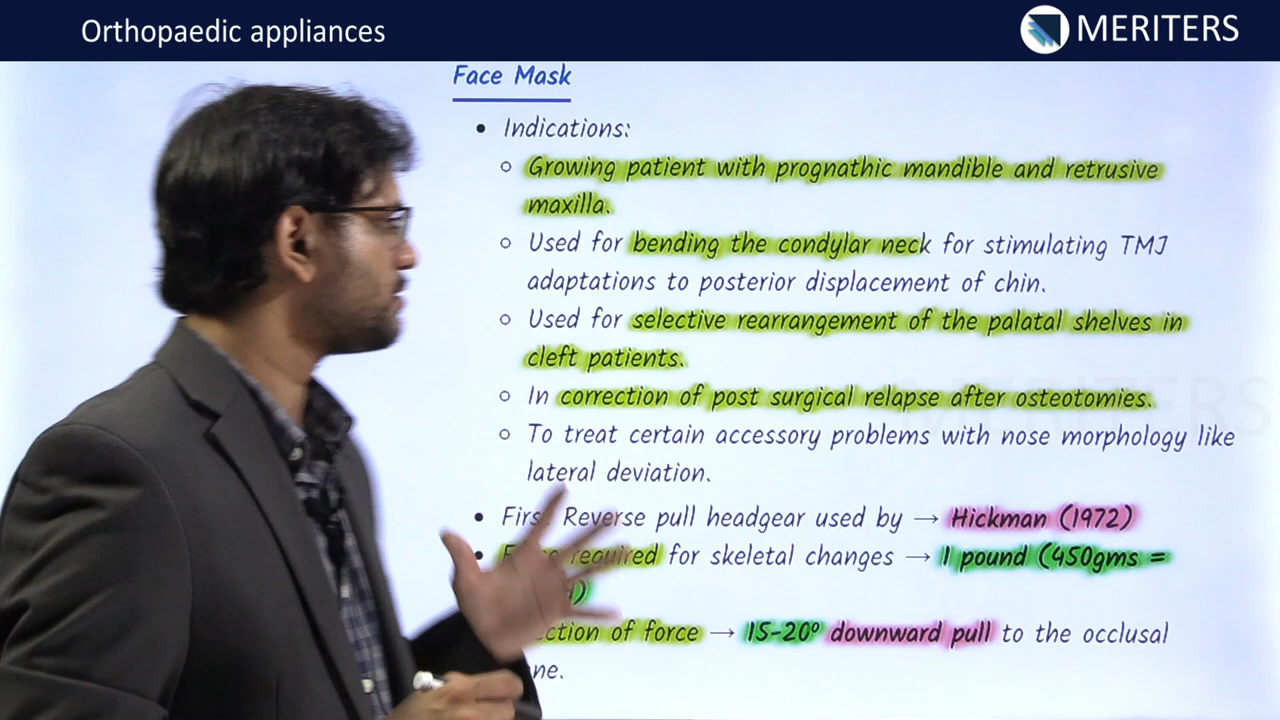 Orthopaedic appliances
MERITERS
Face Mask
• Indications:
Growing patient with prognathic mandible and retrusive
maxilla.
Used for bending the condylar neck for stimulating TMJ
adaptations to posterior displacement of chin.
Used for selective rearrangement of the palatal shelves in
cleft patients.
In correction of post surgical relapse after osteotomies.
To treat certain accessory problems with nose morphology like
lateral deviation.
• First Reverse pull headgear used by → Hickman (1972)
• required for skeletal changes → 1 pound (450gms =
15-20° downward pull to the occlusal
of force →
MERITERS